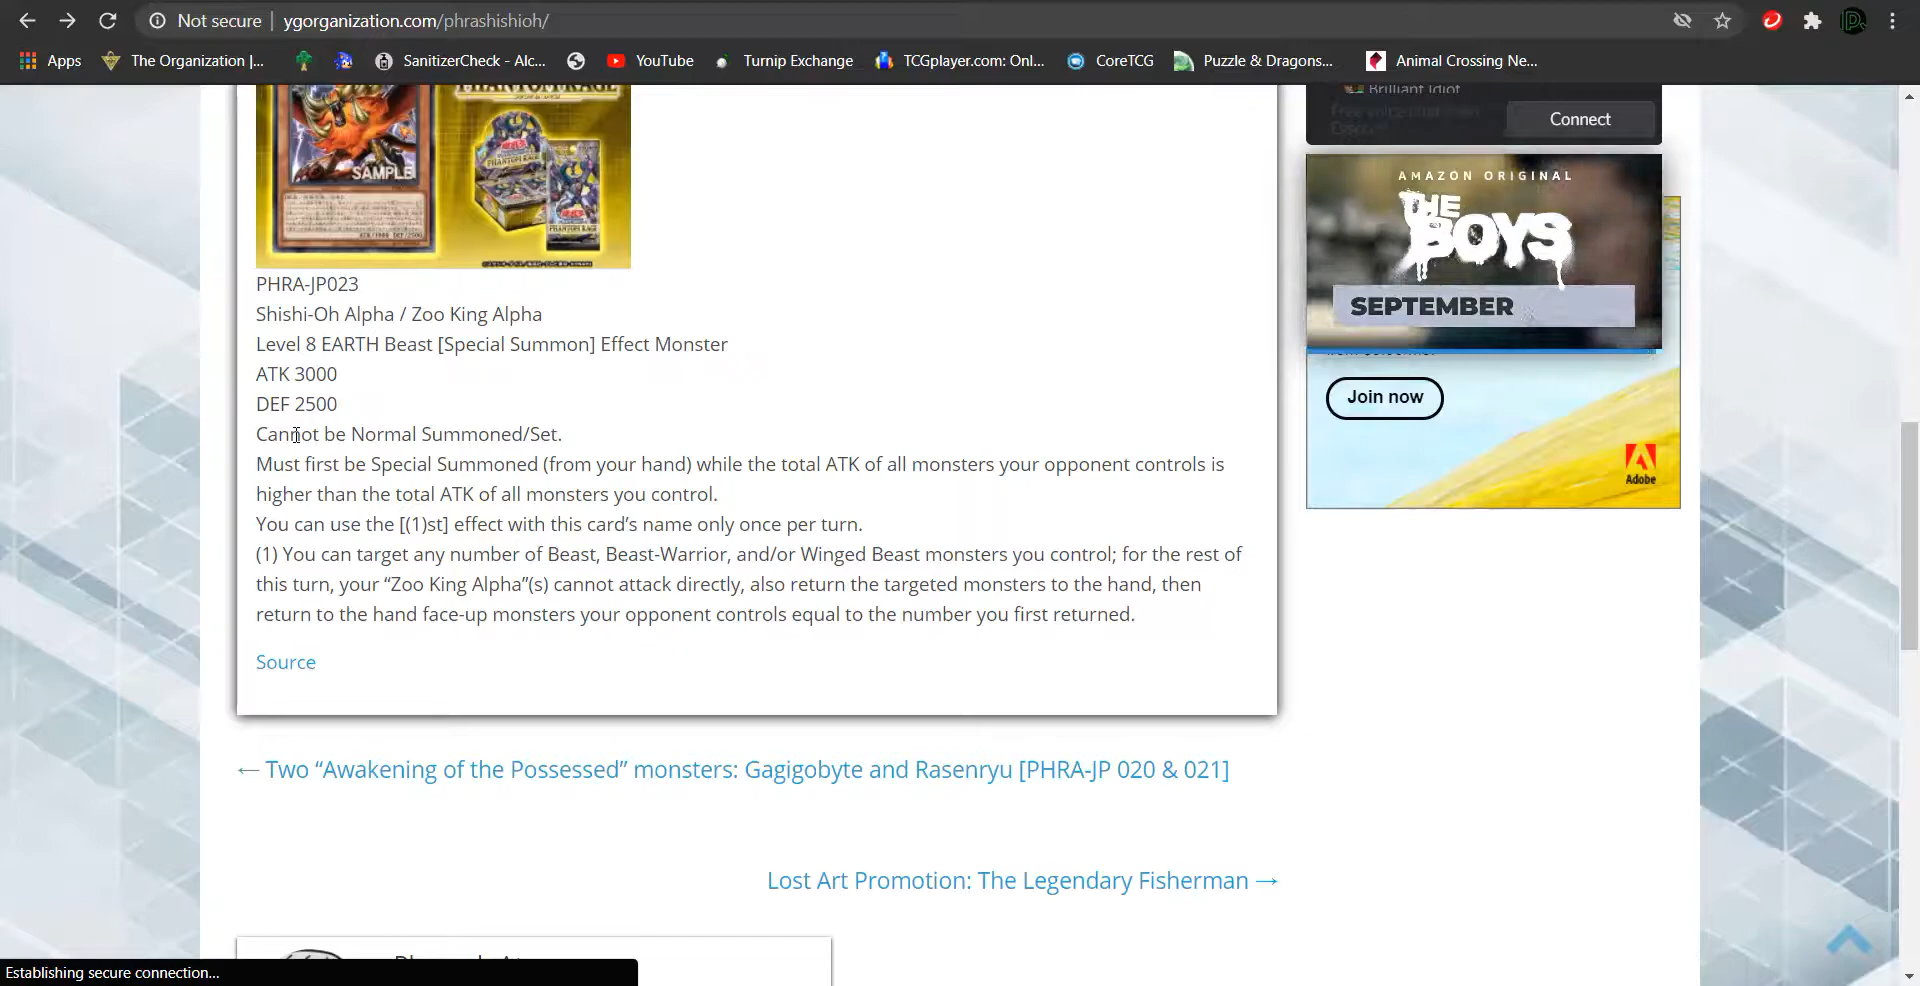 Not secure | ygorganization.com/phrashishioh/
Apps The Organization |... SanitizerCheck - Alc... YouTube Turnip Exchange TCGplayer.com: Onl... CoreTCG Puzzle & Dragons... Animal Crossing Ne...
PHANTOM RAGE
SAMPLE
PHANTOM RAGE
PHANTOM RAGE
PHRA-JP023
Shishi-Oh Alpha / Zoo King Alpha
Level 8 EARTH Beast [Special Summon] Effect Monster
ATK 3000
DEF 2500
Cannot be Normal Summoned/Set.
Must first be Special Summoned (from your hand) while the total ATK of all monsters your opponent controls is
higher than the total ATK of all monsters you control.
You can use the [(1)st] effect with this card’s name only once per turn.
(1) You can target any number of Beast, Beast-Warrior, and/or Winged Beast monsters you control; for the rest of
this turn, your “Zoo King Alpha”(s) cannot attack directly, also return the targeted monsters to the hand, then
return to the hand face-up monsters your opponent controls equal to the number you first returned.
Source
← Two “Awakening of the Possessed” monsters: Gagigobyte and Rasenryu [PHRA-JP 020 & 021]
Lost Art Promotion: The Legendary Fisherman →
Brilliant Idiot
Connect
AMAZON ORIGINAL
THE
BOYS
SEPTEMBER
Join now
Adobe
Establishing secure connection...